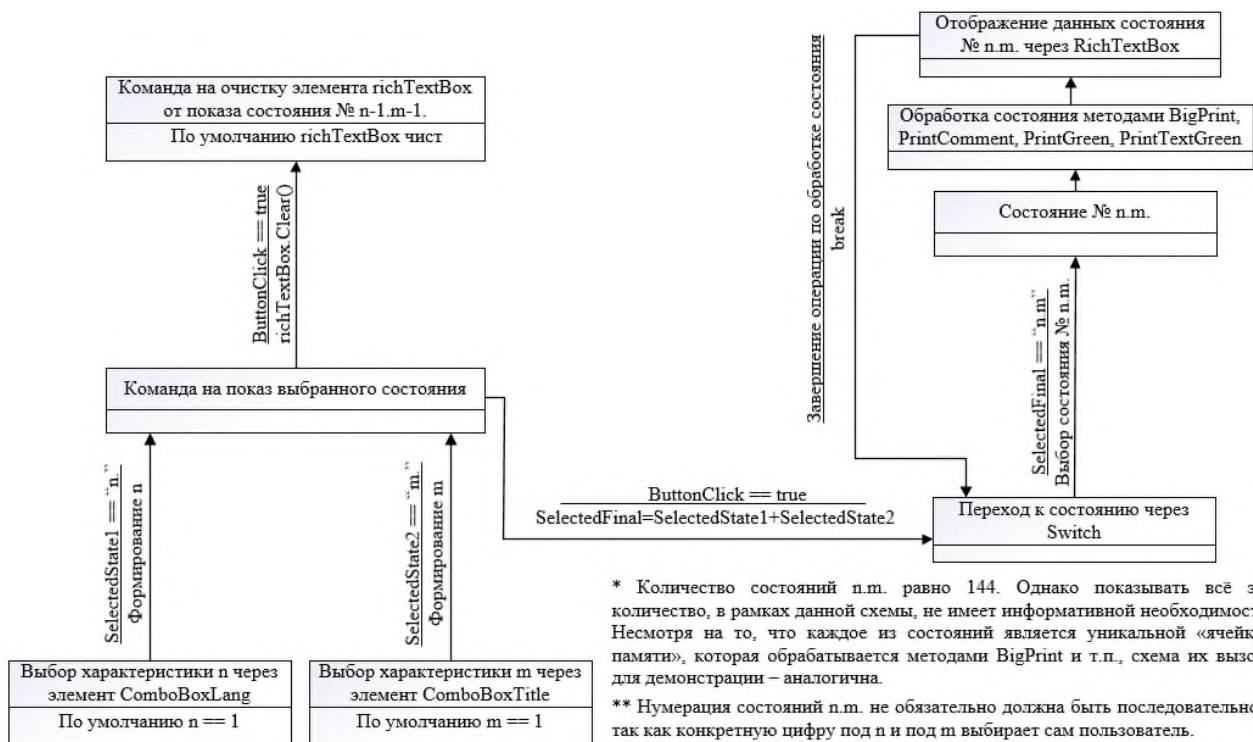 Отображение данных состояния
№ n.m. через RichTextBox
Команда на очистку элемента richTextBox
от показа состояния № n-1.m-1.
По умолчанию richTextBox чист
Обработка состояния методами BigPrint,
PrintComment, PrintGreen, PrintTextGreen
Завершение операции по обработке состояния
break
Состояние № n.m.
ButtonClick == true
richTextBox.Clear()
SelectedFinal == “n.m”
Выбор состояния № n.m.
Команда на показ выбранного состояния
SelectedState1 == “n.”
Формирование n
SelectedState2 == “m.”
Формирование m
ButtonClick == true
SelectedFinal=SelectedState1+SelectedState2
Переход к состоянию через
Switch
Выбор характеристики n через
элемент ComboBoxLang
По умолчанию n == 1
Выбор характеристики m через
элемент ComboBoxTitle
По умолчанию m == 1
* Количество состояний n.m. равно 144. Однако показывать всё
количество, в рамках данной схемы, не имеет информативной
Несмотря на то, что каждое из состояний является уникальной
памяти», которая обрабатывается методами BigPrint и т.п., схема их
для демонстрации – аналогична.
** Нумерация состояний n.m. не обязательно должна быть
так как конкретную цифру под n и под m выбирает сам пользователь.